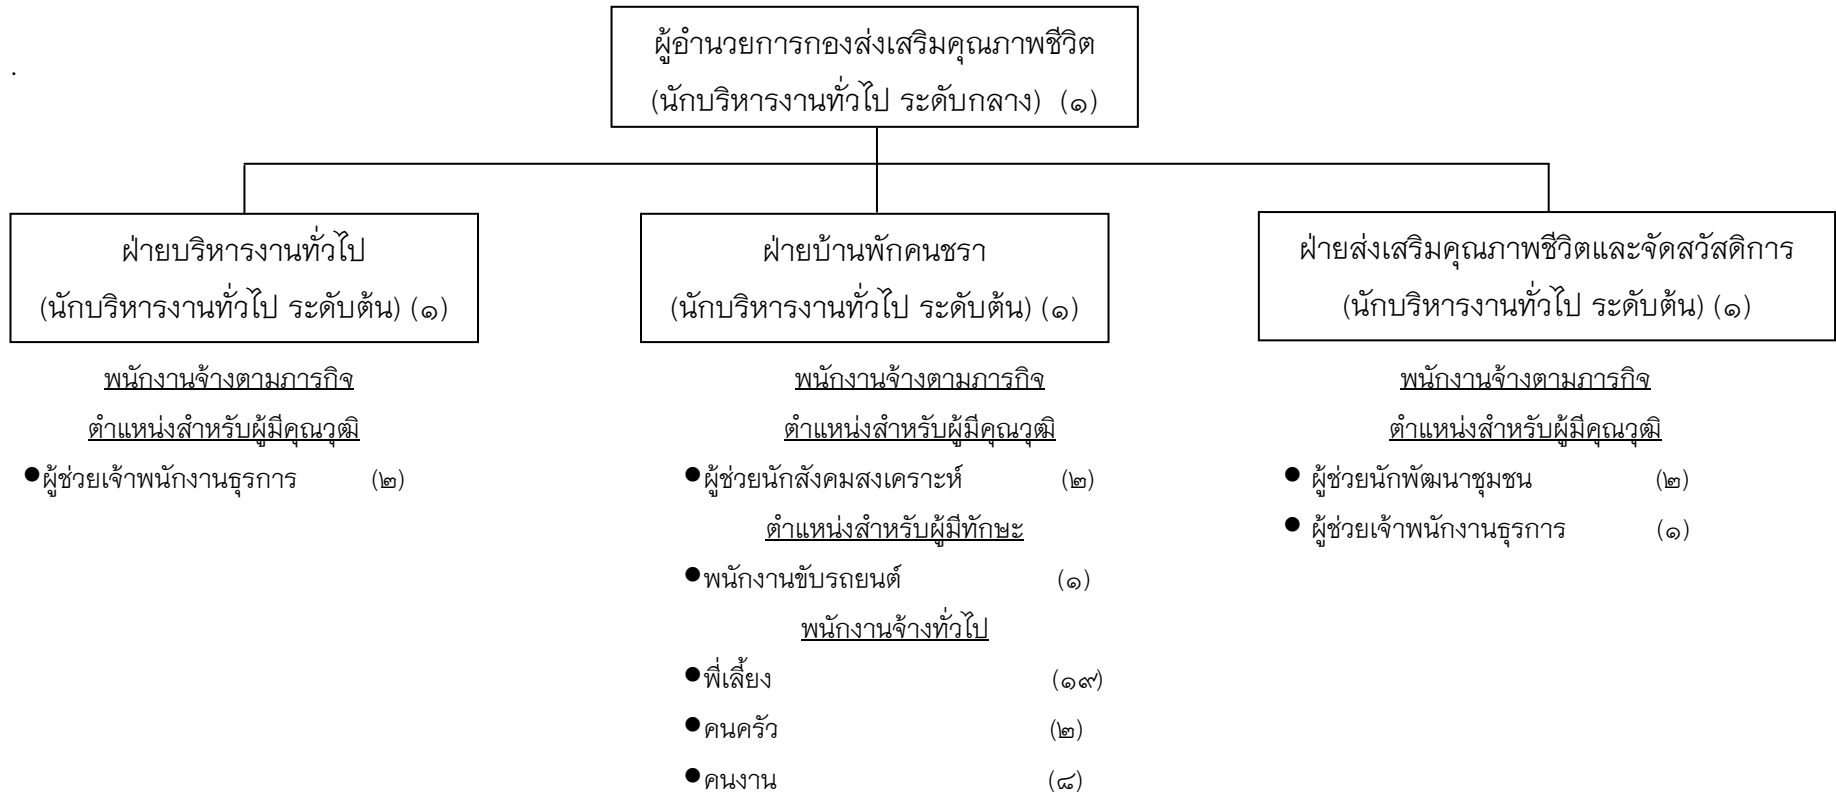 ผู้อำนวยการกองส่งเสริมคุณภาพชีวิต
(นักบริหารงานทั่วไป ระดับกลาง) (๑)
ฝ่ายบริหารงานทั่วไป
(นักบริหารงานทั่วไป ระดับต้น) (๑)
พนักงานจ้างตามภารกิจ
ตำแหน่งสำหรับผู้มีคุณวุฒิ
●ผู้ช่วยเจ้าพนักงานธุรการ (๒)
ฝ่ายบ้านพักคนชรา
(นักบริหารงานทั่วไป ระดับต้น) (๑)
พนักงานจ้างตามภารกิจ
ตำแหน่งสำหรับผู้มีคุณวุฒิ
●ผู้ช่วยนักสังคมสงเคราะห์ (๒)
ตำแหน่งสำหรับผู้มีทักษะ
●พนักงานขับรถยนต์ (๑)
พนักงานจ้างทั่วไป
●พี่เลี้ยง (๑๙)
●คนครัว (๒)
●คนงาน (๘)
ฝ่ายส่งเสริมคุณภาพชีวิตและจัดสวัสดิการ
(นักบริหารงานทั่วไป ระดับต้น) (๑)
พนักงานจ้างตามภารกิจ
ตำแหน่งสำหรับผู้มีคุณวุฒิ
● ผู้ช่วยนักพัฒนาชุมชน (๒)
● ผู้ช่วยเจ้าพนักงานธุรการ (๑)